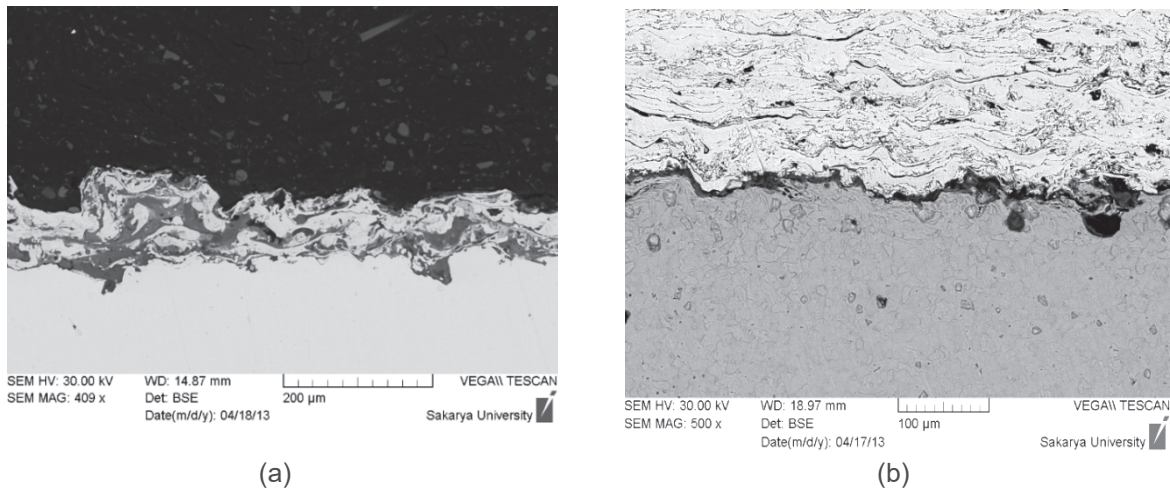 SEM HV: 30.00 kV WD: 14.87 mm VEGA\\ TESCAN
SEM MAG: 409 x Det: BSE 200 µm
Date(m/d/y): 04/18/13 Sakarya University
(a)
SEM HV: 30.00 kV WD: 18.97 mm VEGA\\ TESCAN
SEM MAG: 500 x Det: BSE 100 µm
Date(m/d/y): 04/17/13 Sakarya University
(b)